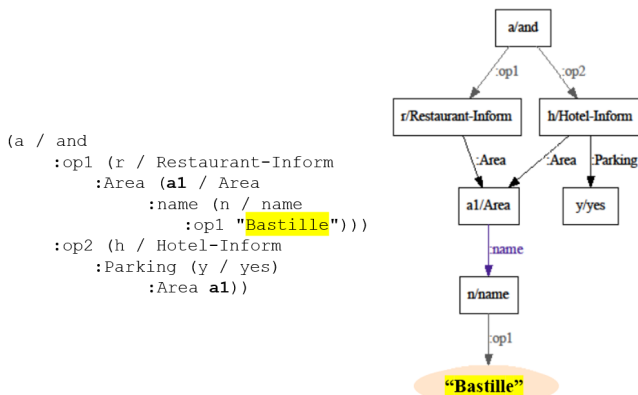 (a / and
:op1 (r / Restaurant-Inform
:Area (a1 / Area
:name (n / name
:op1 "Bastille")))
:op2 (h / Hotel-Inform
:Parking (y / yes)
:Area a1))
a/and
:op1 :op2
r/Restaurant-Inform h/Hotel-Inform
:Area :Area :Parking
a1/Area y/yes
:name
n/name
:op1
“Bastille”